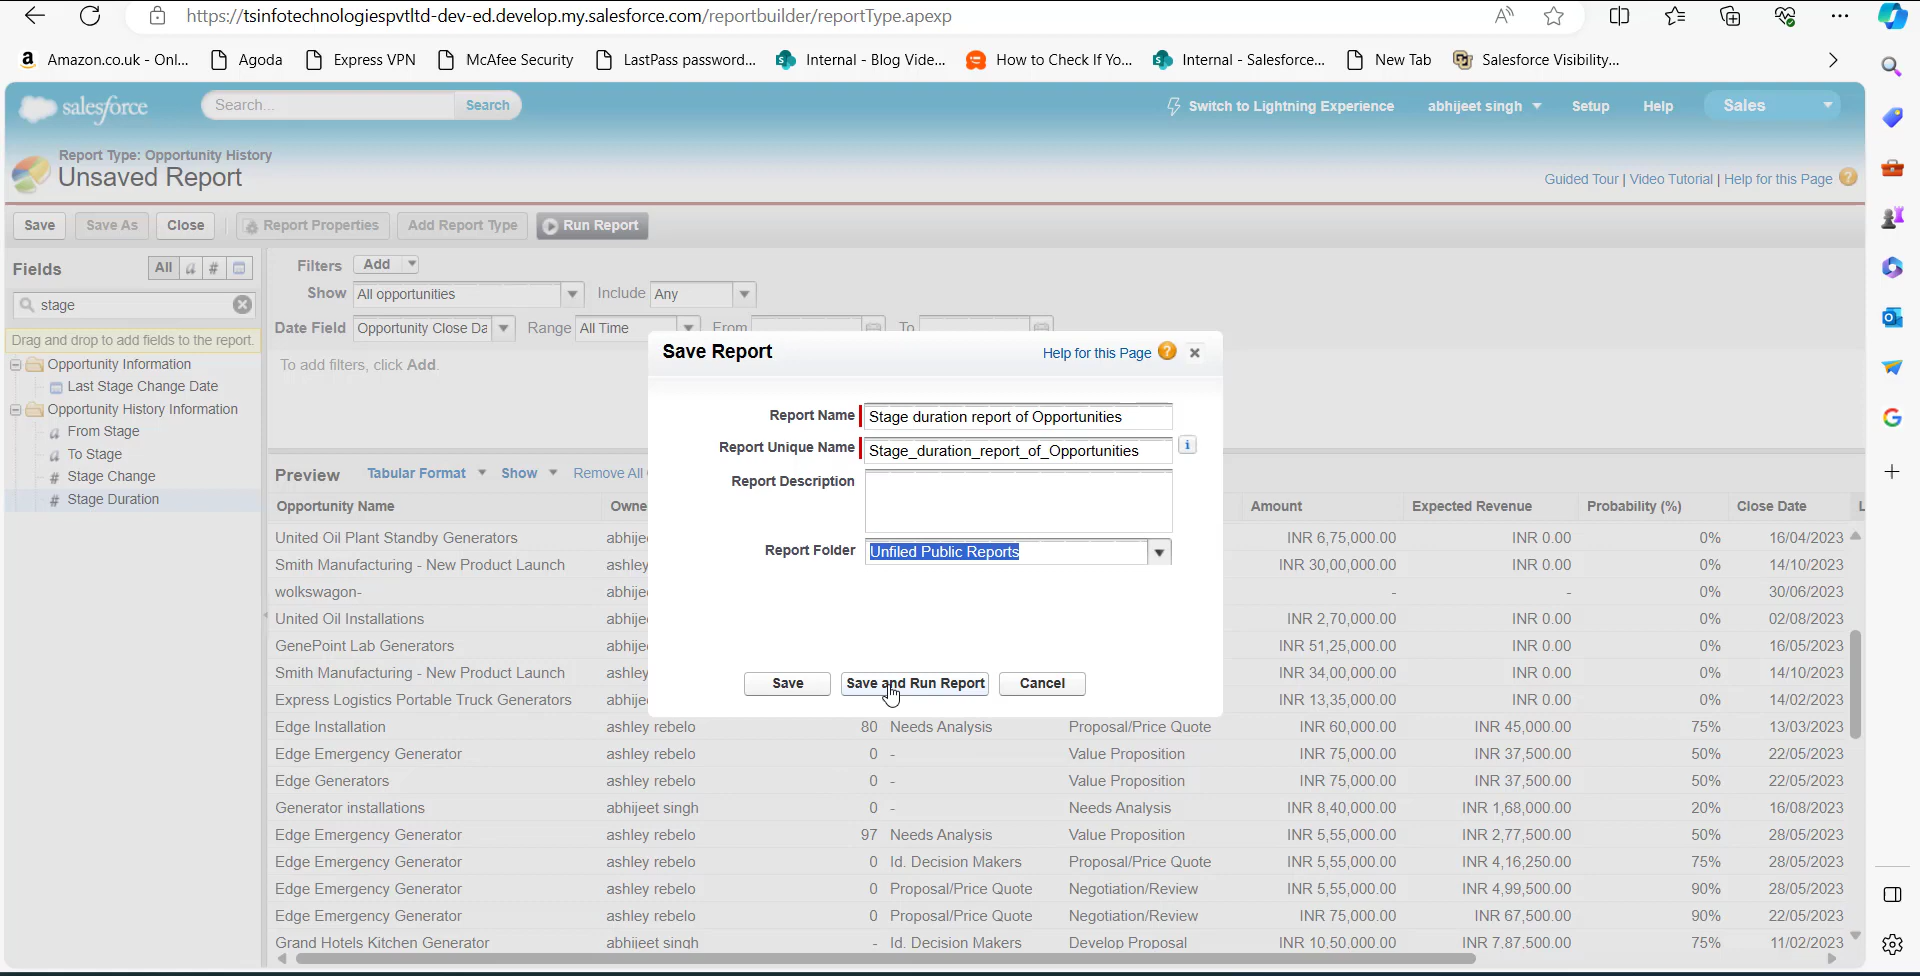 https://tsinfotechnologiespvtltd-dev-ed.develop.my.salesforce.com/reportbuilder/reportType.apexp
Amazon.co.uk - Onl... Agoda Express VPN McAfee Security LastPass password... Internal - Blog Vide... How to Check If Yo... Internal - Salesforce... New Tab Salesforce Visibility...
salesforce Search... Search Switch to Lightning Experience abhijeet singh Setup Help Sales
Report Type: Opportunity History
Unsaved Report
Guided Tour | Video Tutorial | Help for this Page ?
Save Save As Close Report Properties Add Report Type Run Report
Fields All a #
stage
Drag and drop to add fields to the report.
Opportunity Information
Last Stage Change Date
Opportunity History Information
a From Stage
a To Stage
# Stage Change
# Stage Duration
Filters Add
Show All opportunities Include Any
Date Field Opportunity Close Da Range All Time From To
To add filters, click Add.
Save Report Help for this Page ?
Report Name Stage duration report of Opportunities
Report Unique Name Stage_duration_report_of_Opportunities i
Report Description
Report Folder Unfiled Public Reports
Save Save and Run Report Cancel
Preview Tabular Format Show Remove All
Opportunity Name Owne Amount Expected Revenue Probability (%) Close Date L
United Oil Plant Standby Generators abhije INR 6,75,000.00 INR 0.00 0% 16/04/2023
Smith Manufacturing - New Product Launch ashley INR 30,00,000.00 INR 0.00 0% 14/10/2023
wolkswagon- abhije - - 0% 30/06/2023
United Oil Installations abhije INR 2,70,000.00 INR 0.00 0% 02/08/2023
GenePoint Lab Generators abhije INR 51,25,000.00 INR 0.00 0% 16/05/2023
Smith Manufacturing - New Product Launch ashley INR 34,00,000.00 INR 0.00 0% 14/10/2023
Express Logistics Portable Truck Generators abhije INR 13,35,000.00 INR 0.00 0% 14/02/2023
Edge Installation ashley rebelo 80 Needs Analysis Proposal/Price Quote INR 60,000.00 INR 45,000.00 75% 13/03/2023
Edge Emergency Generator ashley rebelo 0 - Value Proposition INR 75,000.00 INR 37,500.00 50% 22/05/2023
Edge Generators ashley rebelo 0 - Value Proposition INR 75,000.00 INR 37,500.00 50% 22/05/2023
Generator installations abhijeet singh 0 - Needs Analysis INR 8,40,000.00 INR 1,68,000.00 20% 16/08/2023
Edge Emergency Generator ashley rebelo 97 Needs Analysis Value Proposition INR 5,55,000.00 INR 2,77,500.00 50% 28/05/2023
Edge Emergency Generator ashley rebelo 0 Id. Decision Makers Proposal/Price Quote INR 5,55,000.00 INR 4,16,250.00 75% 28/05/2023
Edge Emergency Generator ashley rebelo 0 Proposal/Price Quote Negotiation/Review INR 5,55,000.00 INR 4,99,500.00 90% 28/05/2023
Edge Emergency Generator ashley rebelo 0 Proposal/Price Quote Negotiation/Review INR 75,000.00 INR 67,500.00 90% 22/05/2023
Grand Hotels Kitchen Generator abhijeet singh - Id. Decision Makers Develop Proposal INR 10,50,000.00 INR 7,87,500.00 75% 11/02/2023